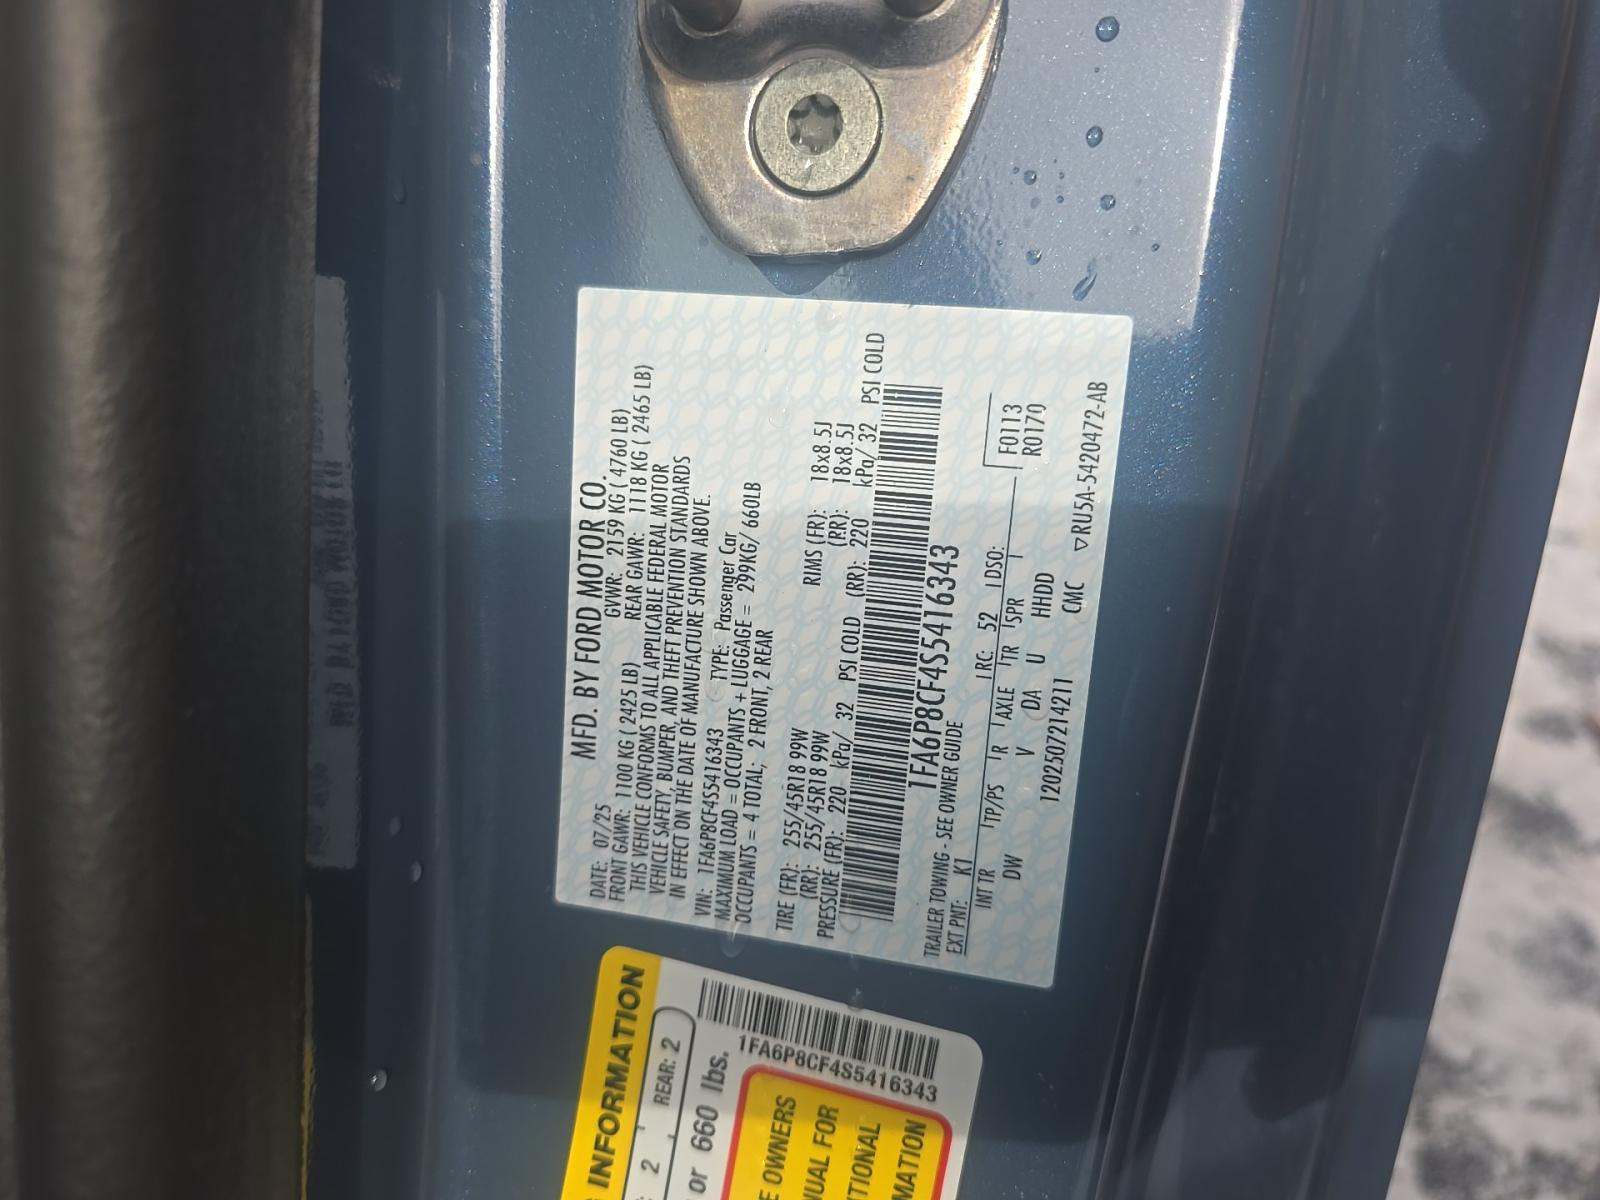 MFD. BY FORD MOTOR CO.
DATE: 07/25 GVWR: 2159 KG ( 4760 LB)
FRONT GAWR: 1100 KG ( 2425 LB) REAR GAWR: 1118 KG ( 2465 LB)
THIS VEHICLE CONFORMS TO ALL APPLICABLE FEDERAL MOTOR
VEHICLE SAFETY, BUMPER, AND THEFT PREVENTION STANDARDS
IN EFFECT ON THE DATE OF MANUFACTURE SHOWN ABOVE.
VIN: 1FA6P8CF4S5416343 TYPE: Passenger Car
MAXIMUM LOAD = OCCUPANTS + LUGGAGE = 299KG/ 660LB
OCCUPANTS = 4 TOTAL; 2 FRONT, 2 REAR
TIRE (FR): 255/45R18 99W RIMS (FR): 18x8.5J
(RR): 255/45R18 99W (RR): 18x8.5J
PRESSURE (FR): 220 kPa/ 32 PSI COLD (RR): 220 kPa/ 32 PSI COLD
1FA6P8CF4S5416343
TRAILER TOWING - SEE OWNER GUIDE
EXT PNT: K1 RC: 52 DSO: F0113
R0170
INT TR TP/PS R AXLE TR SPR
DW V DA U HHDD
120250721421 1 CMC ▽RU5A-5420472-AB
INFORMATION
2 REAR: 2
or 660 lbs.
1FA6P8CF4S5416343
OWNERS
FOR